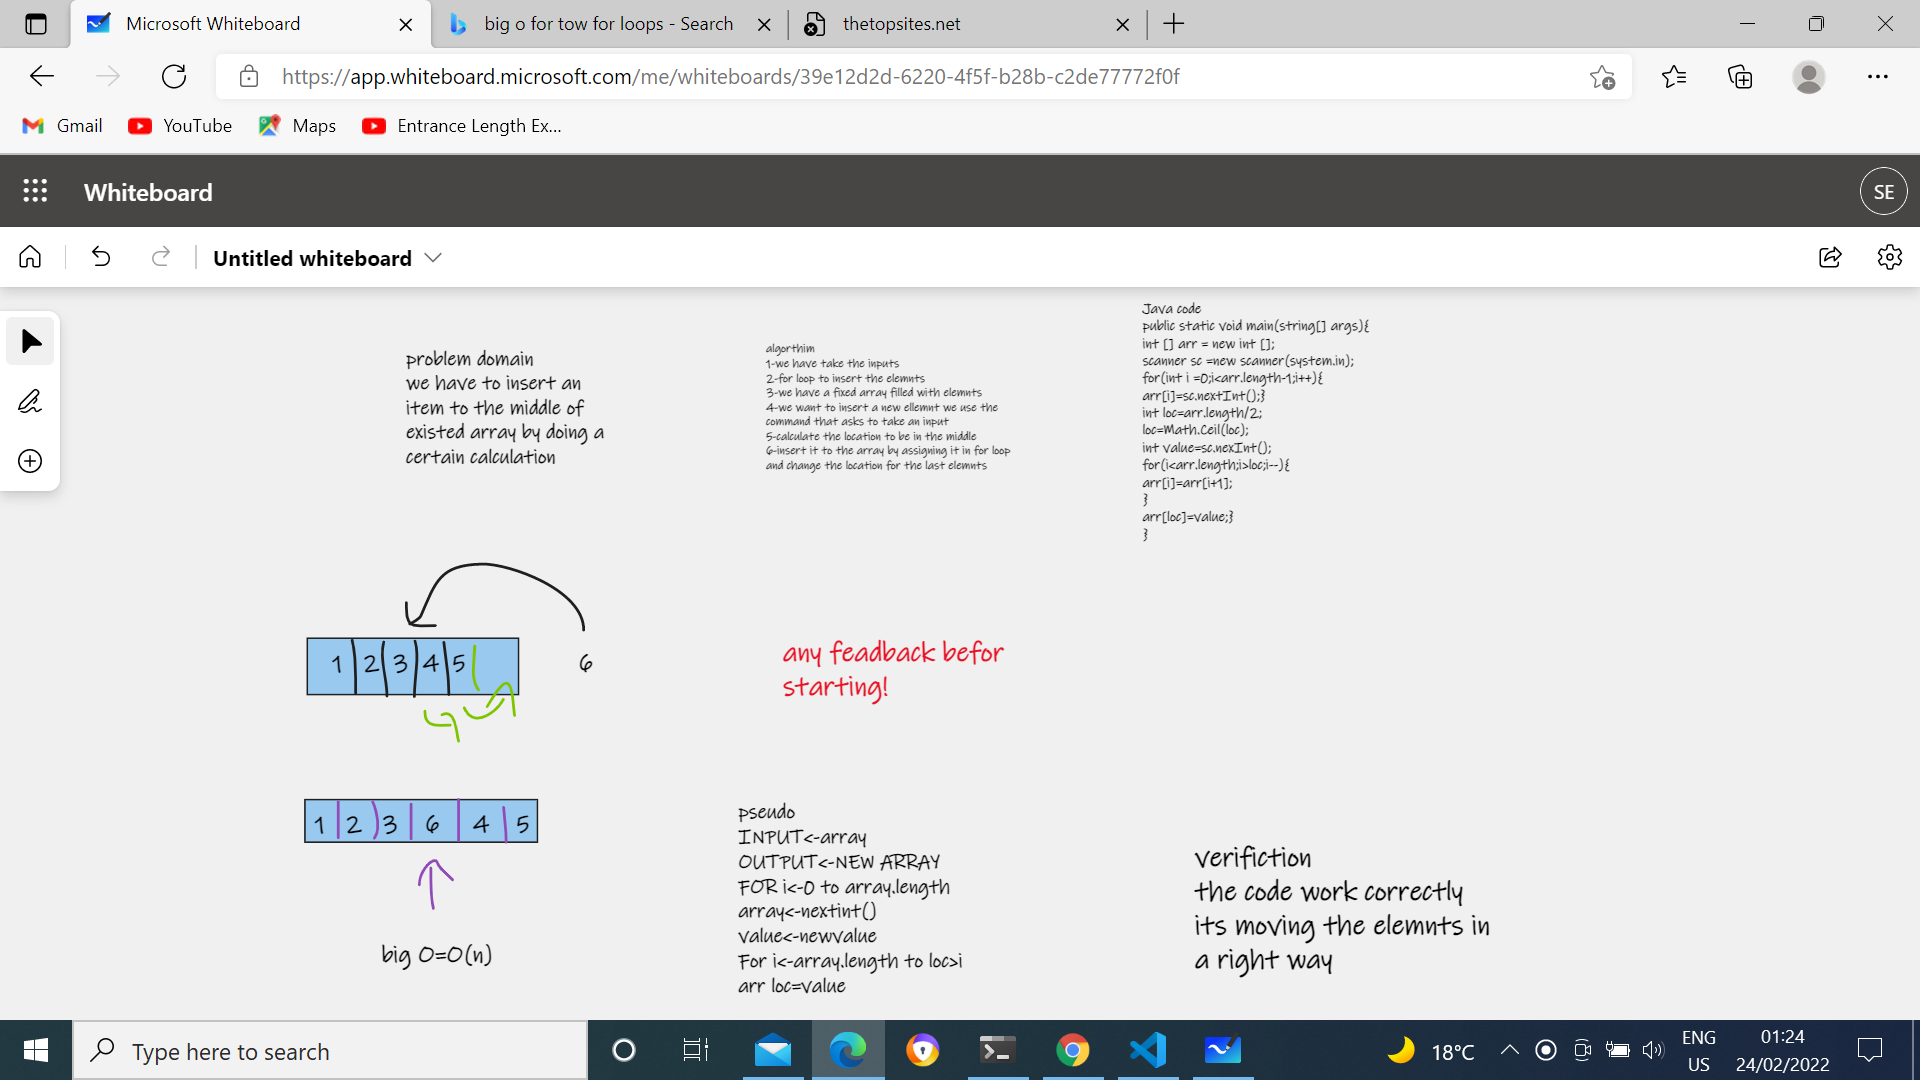 Microsoft Whiteboard
big o for tow for loops - Search
thetopsites.net
https://app.whiteboard.microsoft.com/me/whiteboards/39e12d2d-6220-4f5f-b28b-c2de77772f0f
Gmail
YouTube
Maps
Entrance Length Ex...
Whiteboard
SE
Untitled whiteboard
problem domain
we have to insert an
item to the middle of
existed array by doing a
certain calculation
algorthim
1-we have take the inputs
2-for loop to insert the elemnts
3-we have a fixed array filled with elemnts
4-we want to insert a new ellemnt we use the
command that asks to take an input
5-calculate the location to be in the middle
6-insert it to the array by assigning it in for loop
and change the location for the last elemnts
Java code
public static void main(string[] args){
int [] arr = new int [];
scanner sc =new scanner(system.in);
for(int i =0;i<arr.length-1;i++){
arr[i]=sc.nextInt();}
int loc=arr.length/2;
loc=Math.Ceil(loc);
int value=sc.nexInt();
for(i<arr.length;i>loc;i--){
arr[i]=arr[i+1];
}
arr[loc]=value;}
}
1 2 3 4 5
6
any feadback befor
starting!
1 2 3 6 4 5
big O=O(n)
pseudo
INPUT<-array
OUTPUT<-NEW ARRAY
FOR i<-0 to array.length
array<-nextint()
value<-newvalue
For i<-array.length to loc>i
arr loc=value
verifiction
the code work correctly
its moving the elemnts in
a right way
Type here to search
18°C
ENG
US
01:24
24/02/2022